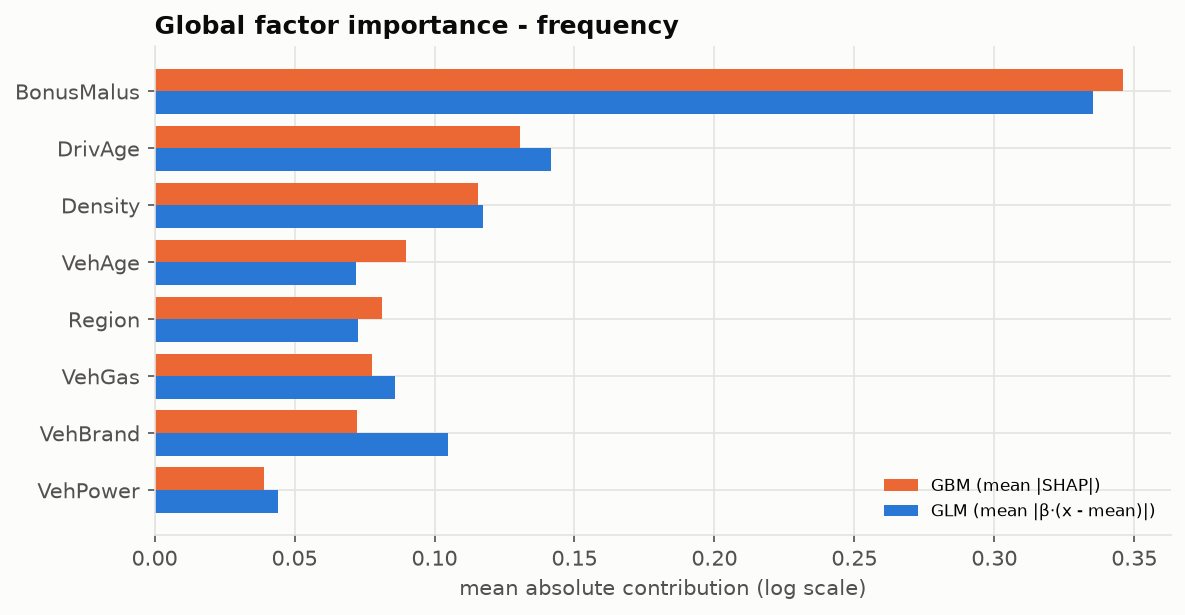 Global factor importance - frequency
BonusMalus
DrivAge
Density
VehAge
Region
VehGas
VehBrand
VehPower
GBM (mean |SHAP|)
GLM (mean |β·(x - mean)|)
0.00 0.05 0.10 0.15 0.20 0.25 0.30 0.35
mean absolute contribution (log scale)